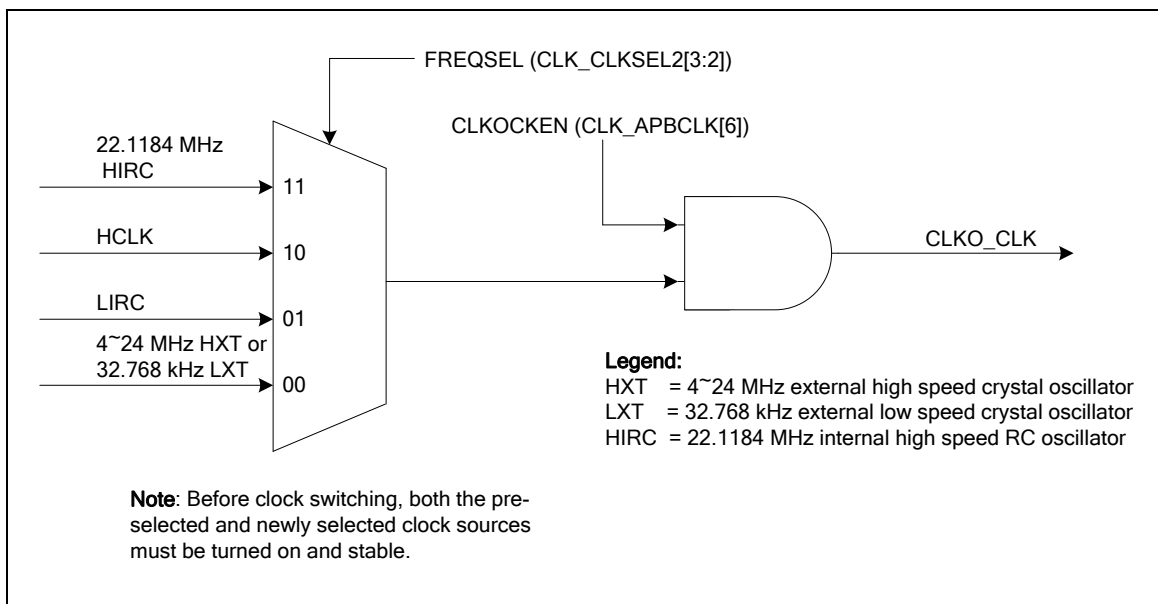 FREQSEL (CLK_CLKSEL2[3:2])
CLKOCKEN (CLK_APBCLK[6])
22.1184 MHz
HIRC
11
HCLK
10
CLKO_CLK
LIRC
01
4~24 MHz HXT or
32.768 kHz LXT
00
Legend:
HXT = 4~24 MHz external high speed crystal oscillator
LXT = 32.768 kHz external low speed crystal oscillator
HIRC = 22.1184 MHz internal high speed RC oscillator
Note: Before clock switching, both the pre-
selected and newly selected clock sources
must be turned on and stable.